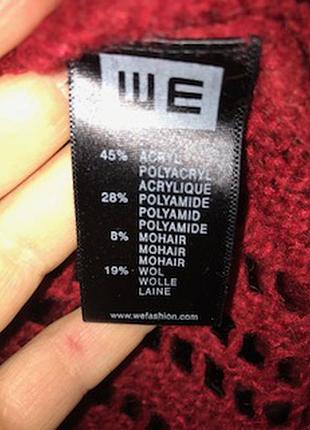 WE
45% ACRYL
POLYACRYL
ACRYLIQUE
28% POLYAMIDE
POLYAMID
POLYAMIDE
8% MOHAIR
MOHAIR
MOHAIR
19% WOL
WOLLE
LAINE
www.wefashion.com